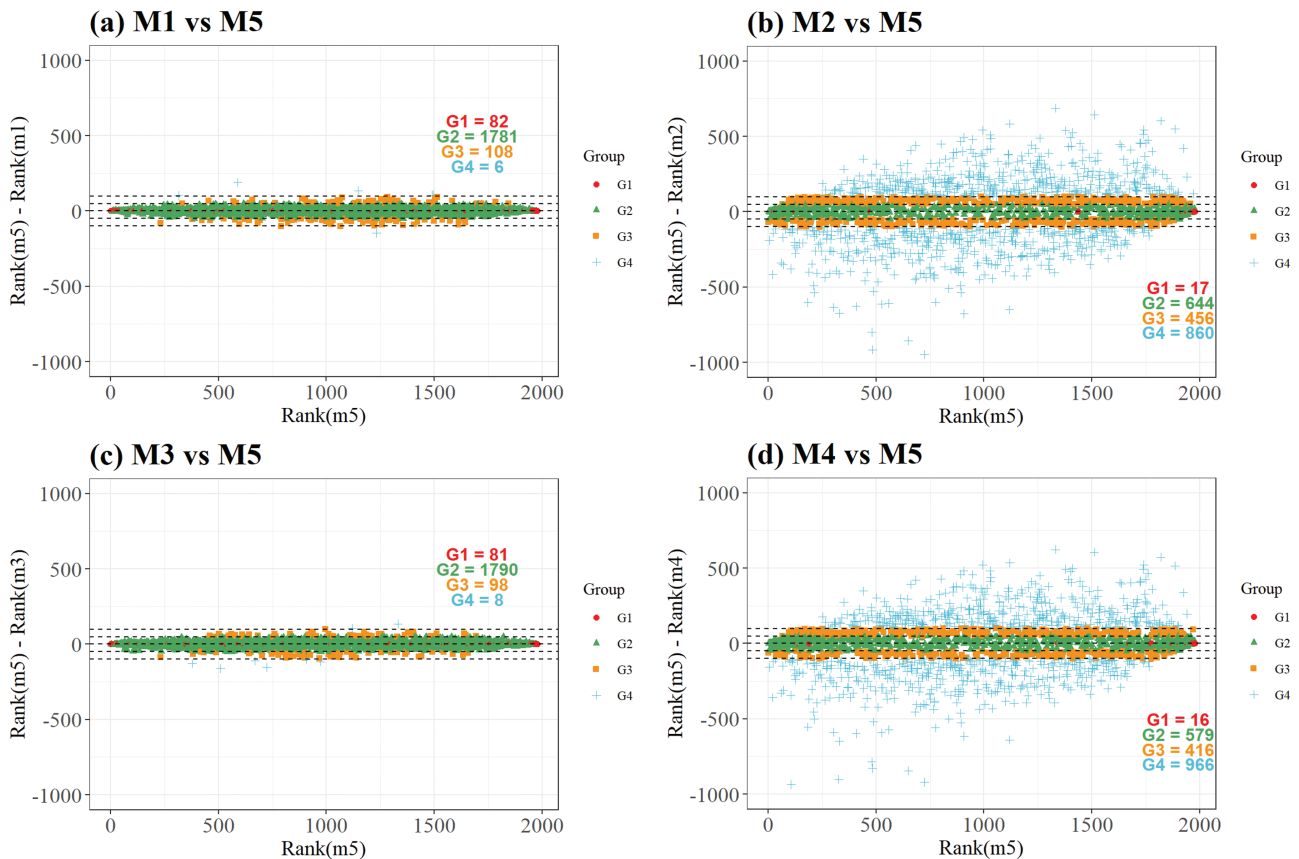 (a) M1 vs M5
1000
500
0
-500
-1000
Rank(m5) - Rank(m1)
G1 = 82
G2 = 1781
G3 = 108
G4 = 6
0 500 1000 1500 2000
Rank(m5)
Group
G1
G2
G3
G4
(b) M2 vs M5
1000
500
0
-500
-1000
Rank(m5) - Rank(m2)
G1 = 17
G2 = 644
G3 = 456
G4 = 860
0 500 1000 1500 2000
Rank(m5)
Group
G1
G2
G3
G4
(c) M3 vs M5
1000
500
0
-500
-1000
Rank(m5) - Rank(m3)
G1 = 81
G2 = 1790
G3 = 98
G4 = 8
0 500 1000 1500 2000
Rank(m5)
Group
G1
G2
G3
G4
(d) M4 vs M5
1000
500
0
-500
-1000
Rank(m5) - Rank(m4)
G1 = 16
G2 = 579
G3 = 416
G4 = 966
0 500 1000 1500 2000
Rank(m5)
Group
G1
G2
G3
G4